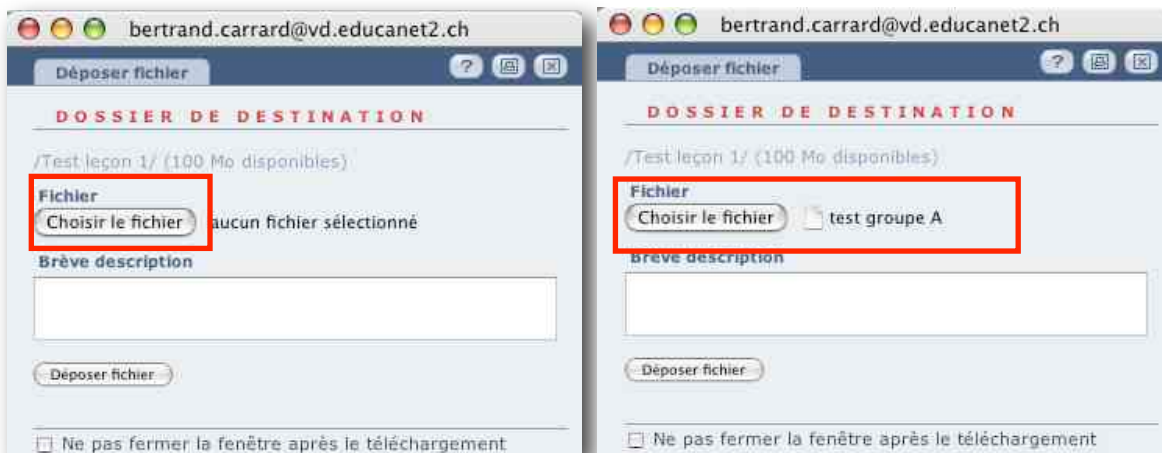 bertrand.carrard@vd.educanet2.ch
Déposer fichier
?
DOSSIER DE DESTINATION
/Test leçon 1/ (100 Mo disponibles)
Fichier
Choisir le fichier aucun fichier sélectionné
Brève description
Déposer fichier
Ne pas fermer la fenêtre après le téléchargement
bertrand.carrard@vd.educanet2.ch
Déposer fichier
?
DOSSIER DE DESTINATION
/Test leçon 1/ (100 Mo disponibles)
Fichier
Choisir le fichier test groupe A
Brève description
Déposer fichier
Ne pas fermer la fenêtre après le téléchargement